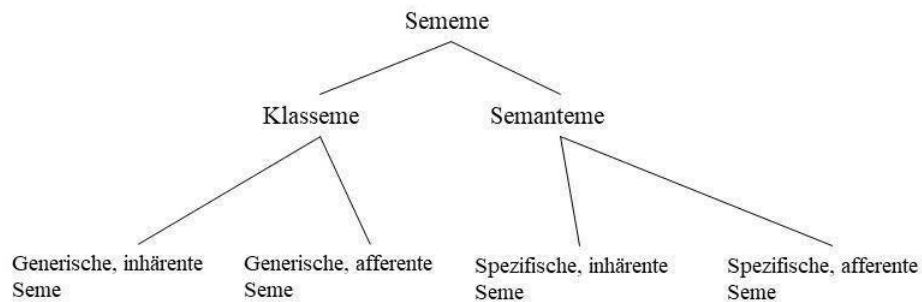 Sememe
Klasseme
Semanteme
Generische, inhärente
Seme
Generische, afferente
Seme
Spezifische, inhärente
Seme
Spezifische, afferente
Seme